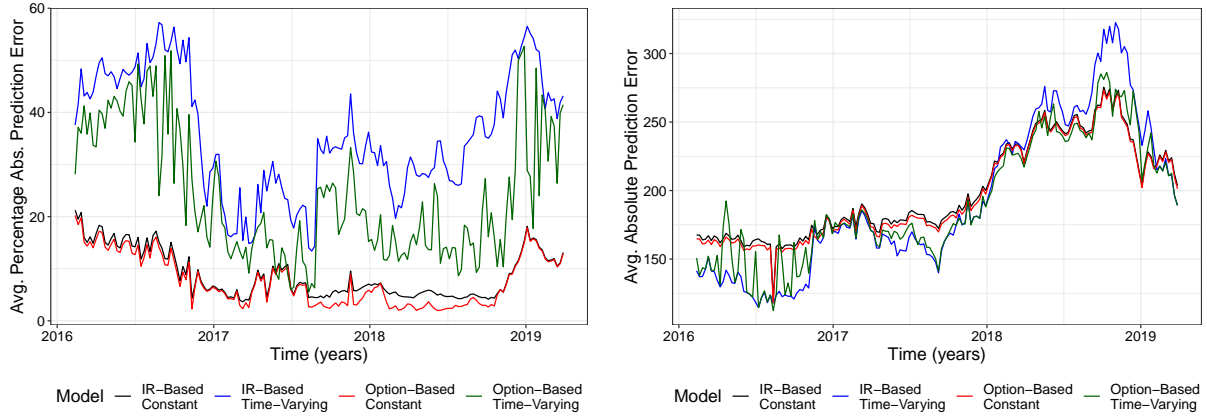 Avg. Percentage Abs. Prediction Error
60
40
20
0
2016
2017
2018
2019
Time (years)
Model
IR−Based Constant
IR−Based Time−Varying
Option−Based Constant
Option−Based Time−Varying
Avg. Absolute Prediction Error
300
250
200
150
2016
2017
2018
2019
Time (years)
Model
IR−Based Constant
IR−Based Time−Varying
Option−Based Constant
Option−Based Time−Varying